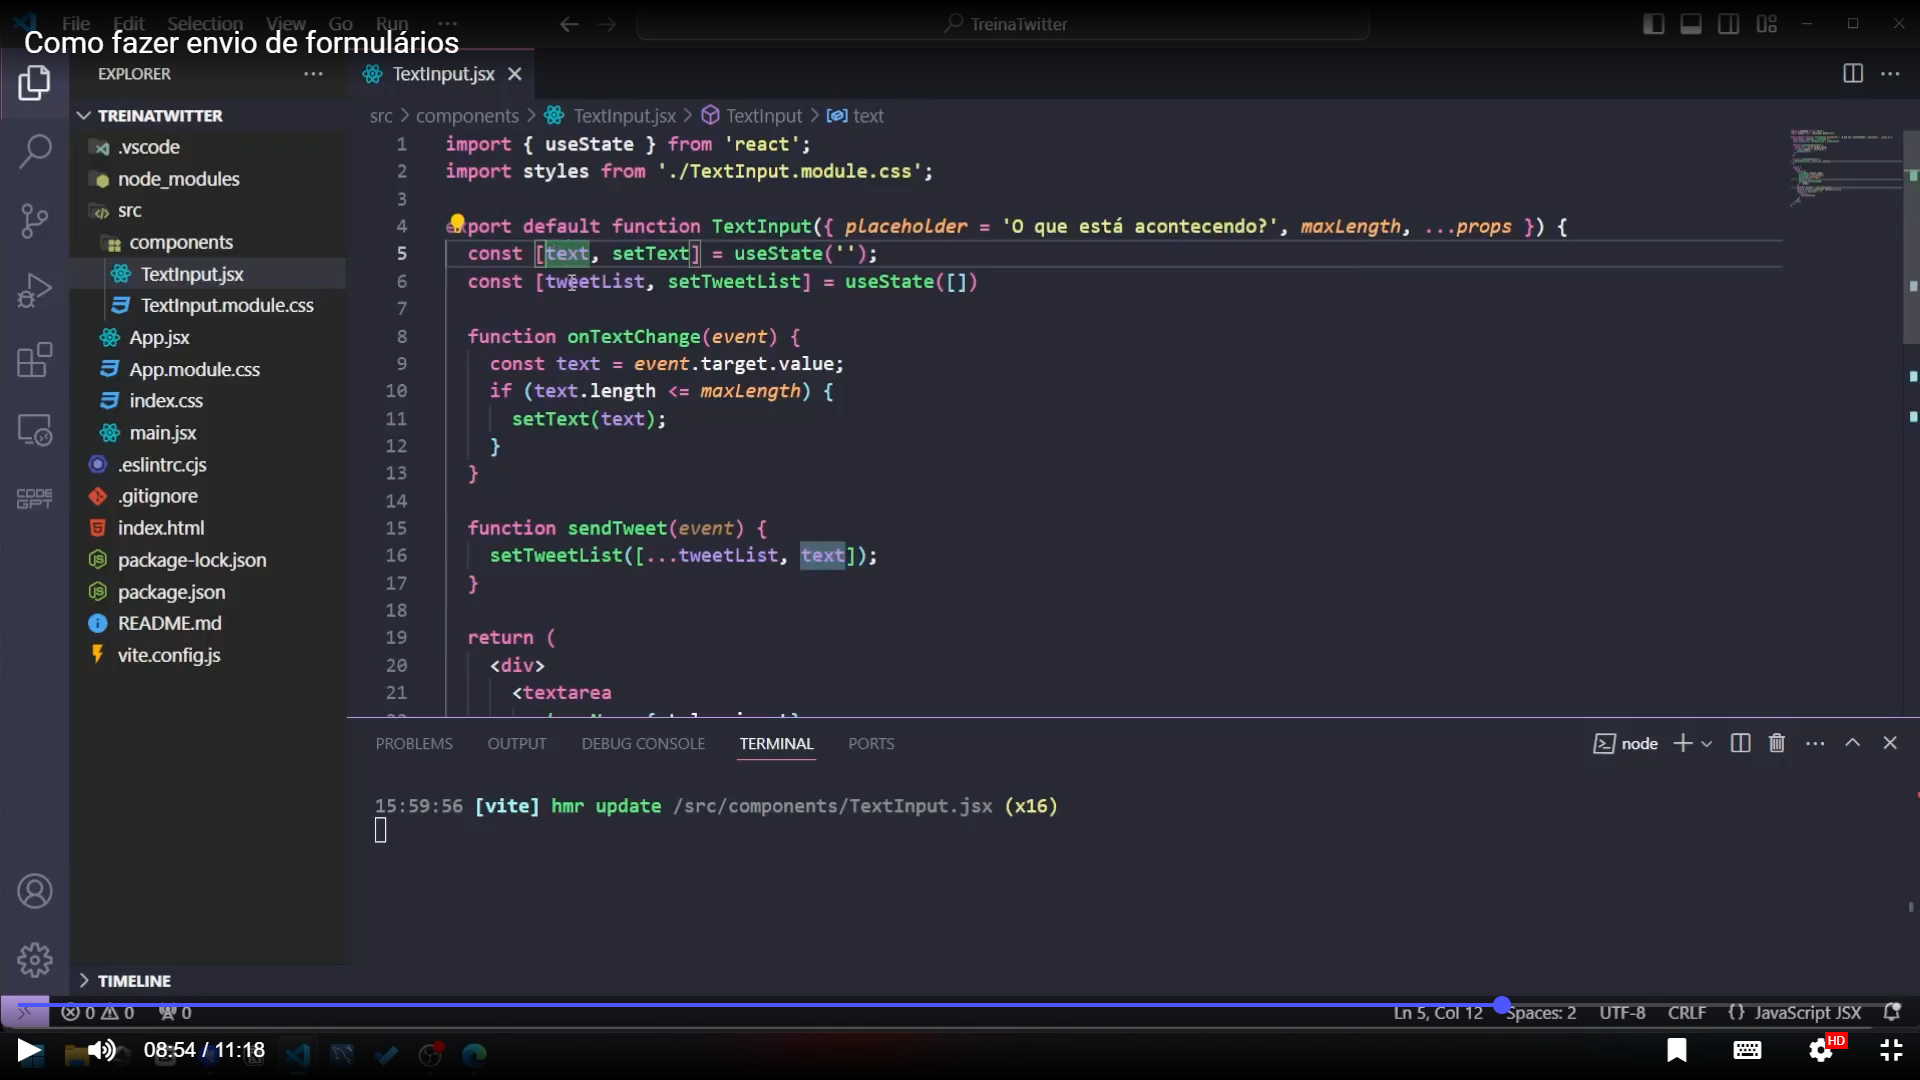 File Edit Selection View Go Run ··· TreinaTwitter
Como fazer envio de formulários
EXPLORER ···
TextInput.jsx
TREINATWITTER
.vscode
node_modules
src
components
TextInput.jsx
TextInput.module.css
App.jsx
App.module.css
index.css
main.jsx
.eslintrc.cjs
.gitignore
index.html
package-lock.json
package.json
README.md
vite.config.js
TIMELINE
src > components > TextInput.jsx > TextInput > text
1 import { useState } from 'react';
2 import styles from './TextInput.module.css';
3
4 export default function TextInput({ placeholder = 'O que está acontecendo?', maxLength, ...props }) {
5 const [text, setText] = useState('');
6 const [tweetList, setTweetList] = useState([])
7
8 function onTextChange(event) {
9 const text = event.target.value;
10 if (text.length <= maxLength) {
11 setText(text);
12 }
13 }
14
15 function sendTweet(event) {
16 setTweetList([...tweetList, text]);
17 }
18
19 return (
20 <div>
21 <textarea
PROBLEMS OUTPUT DEBUG CONSOLE TERMINAL PORTS
node
15:59:56 [vite] hmr update /src/components/TextInput.jsx (x16)
0 0 0
Ln 5, Col 12 Spaces: 2 UTF-8 CRLF {} JavaScript JSX
08:54 / 11:18
HD
CODE GPT